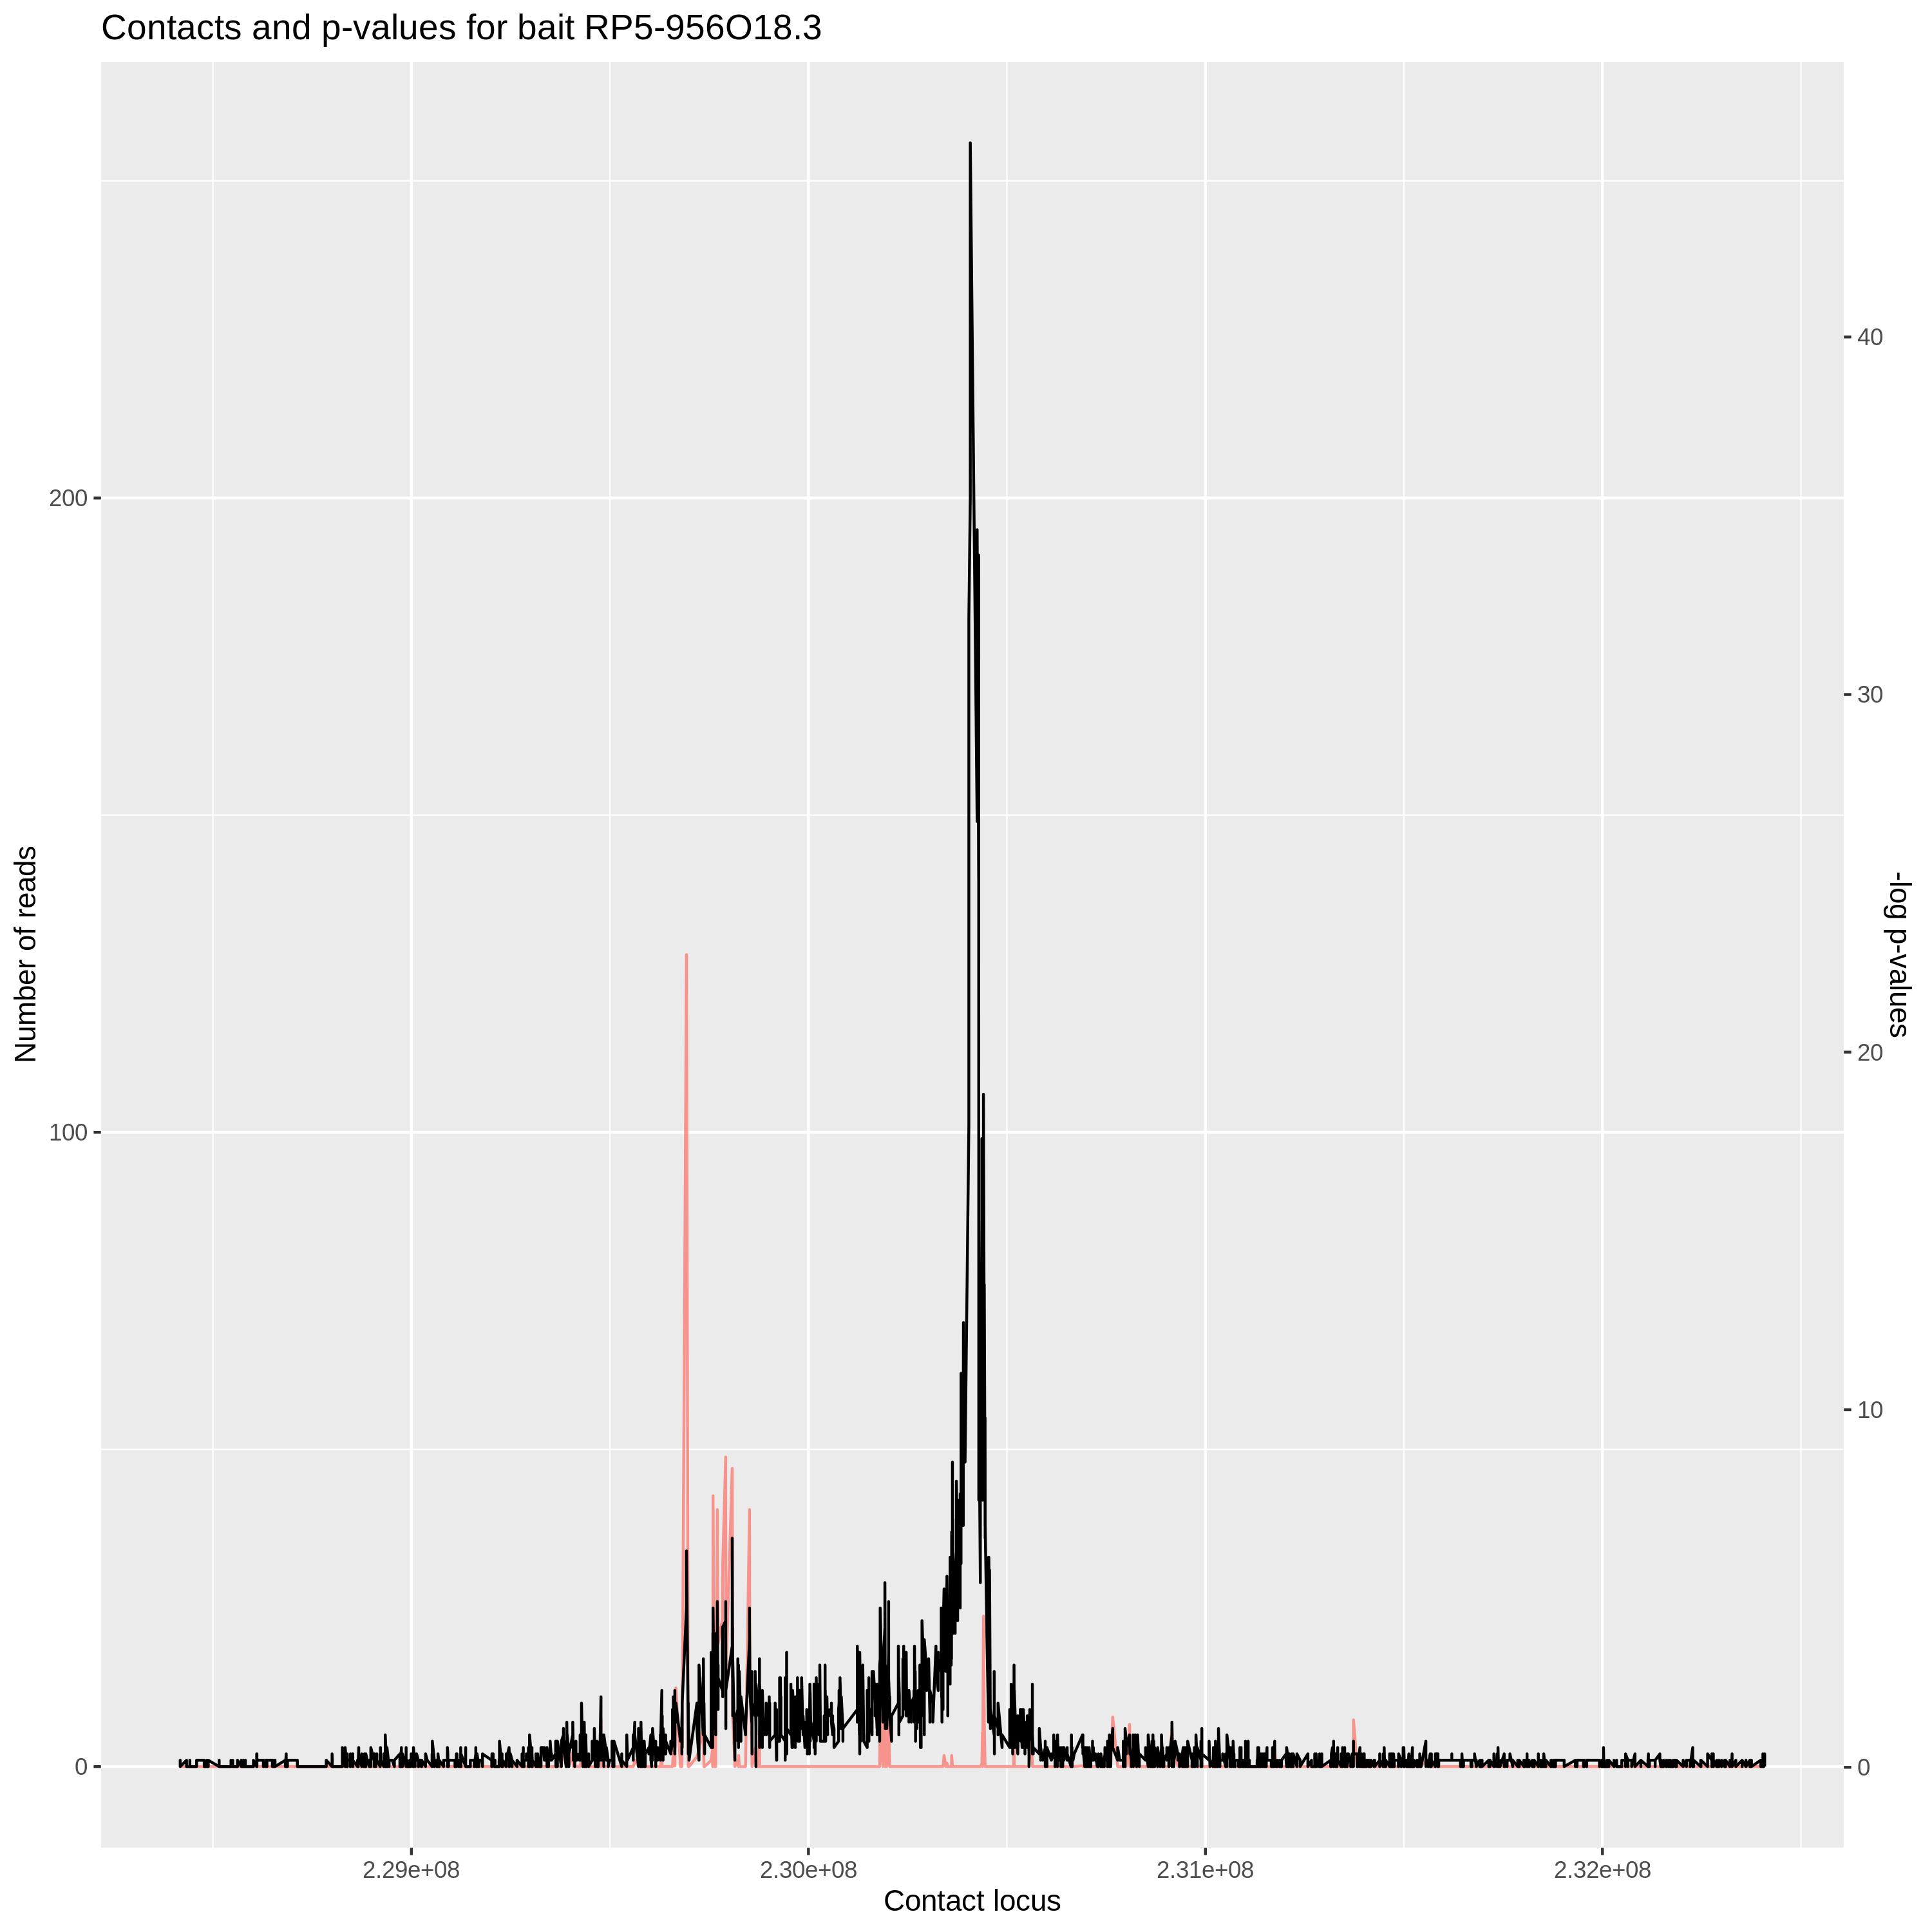 Contacts and p-values for bait RP5-956O18.3
Number of reads
200
100
0
40
30
20
10
0
-log p-values
2.29e+08
2.30e+08
2.31e+08
2.32e+08
Contact locus